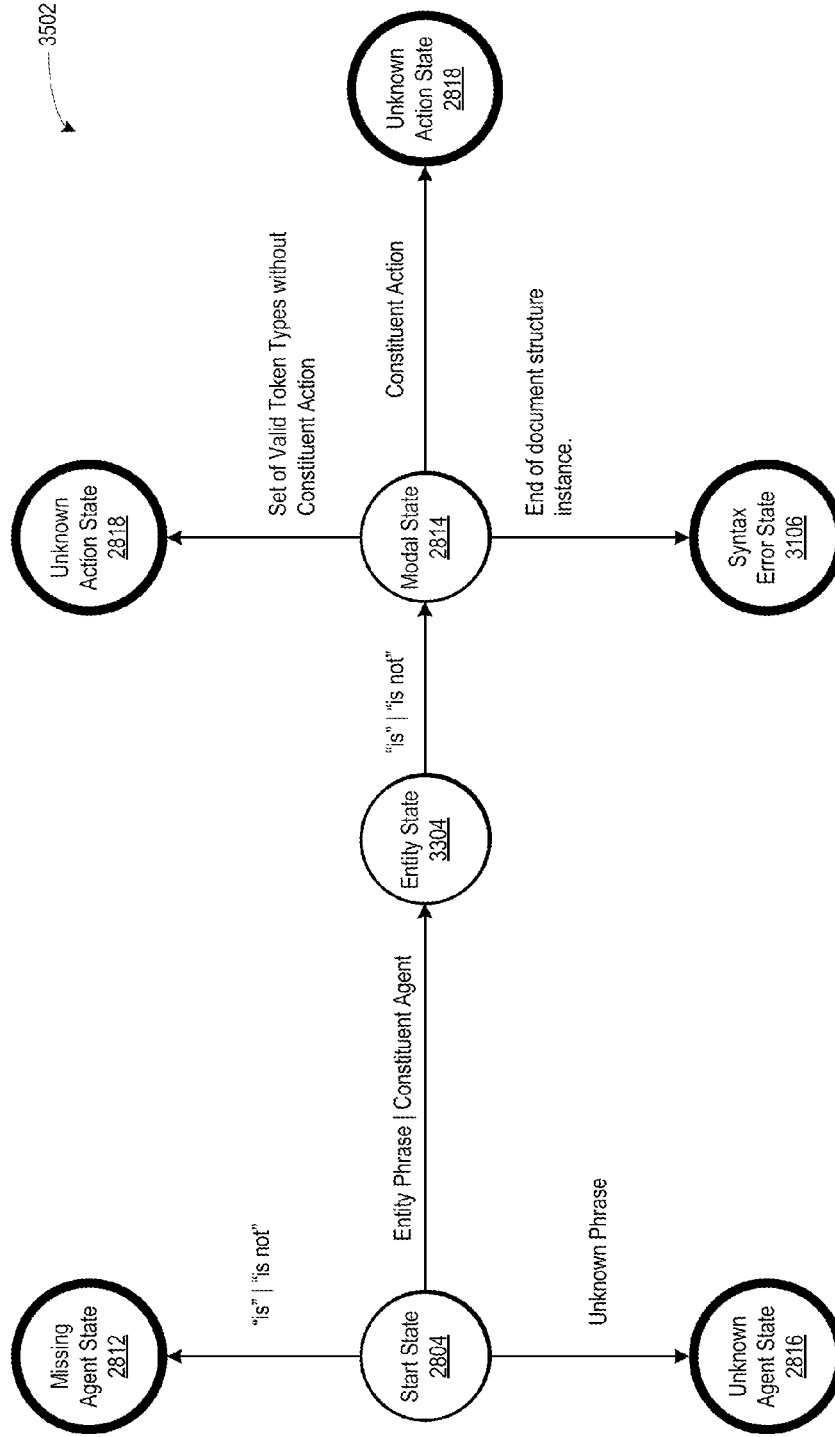 3502
Missing
Agent State
2812
"is" | "is not"
Start State
2804
Unknown Phrase
Unknown
Agent State
2816
Entity Phrase | Constituent Agent
Entity State
3304
“is” | “is not”
Unknown
Action State
2818
Set of Valid Token Types without
Constituent Action
Modal State
2814
End of document structure
instance.
Syntax
Error State
3106
Constituent Action
Unknown
Action State
2818